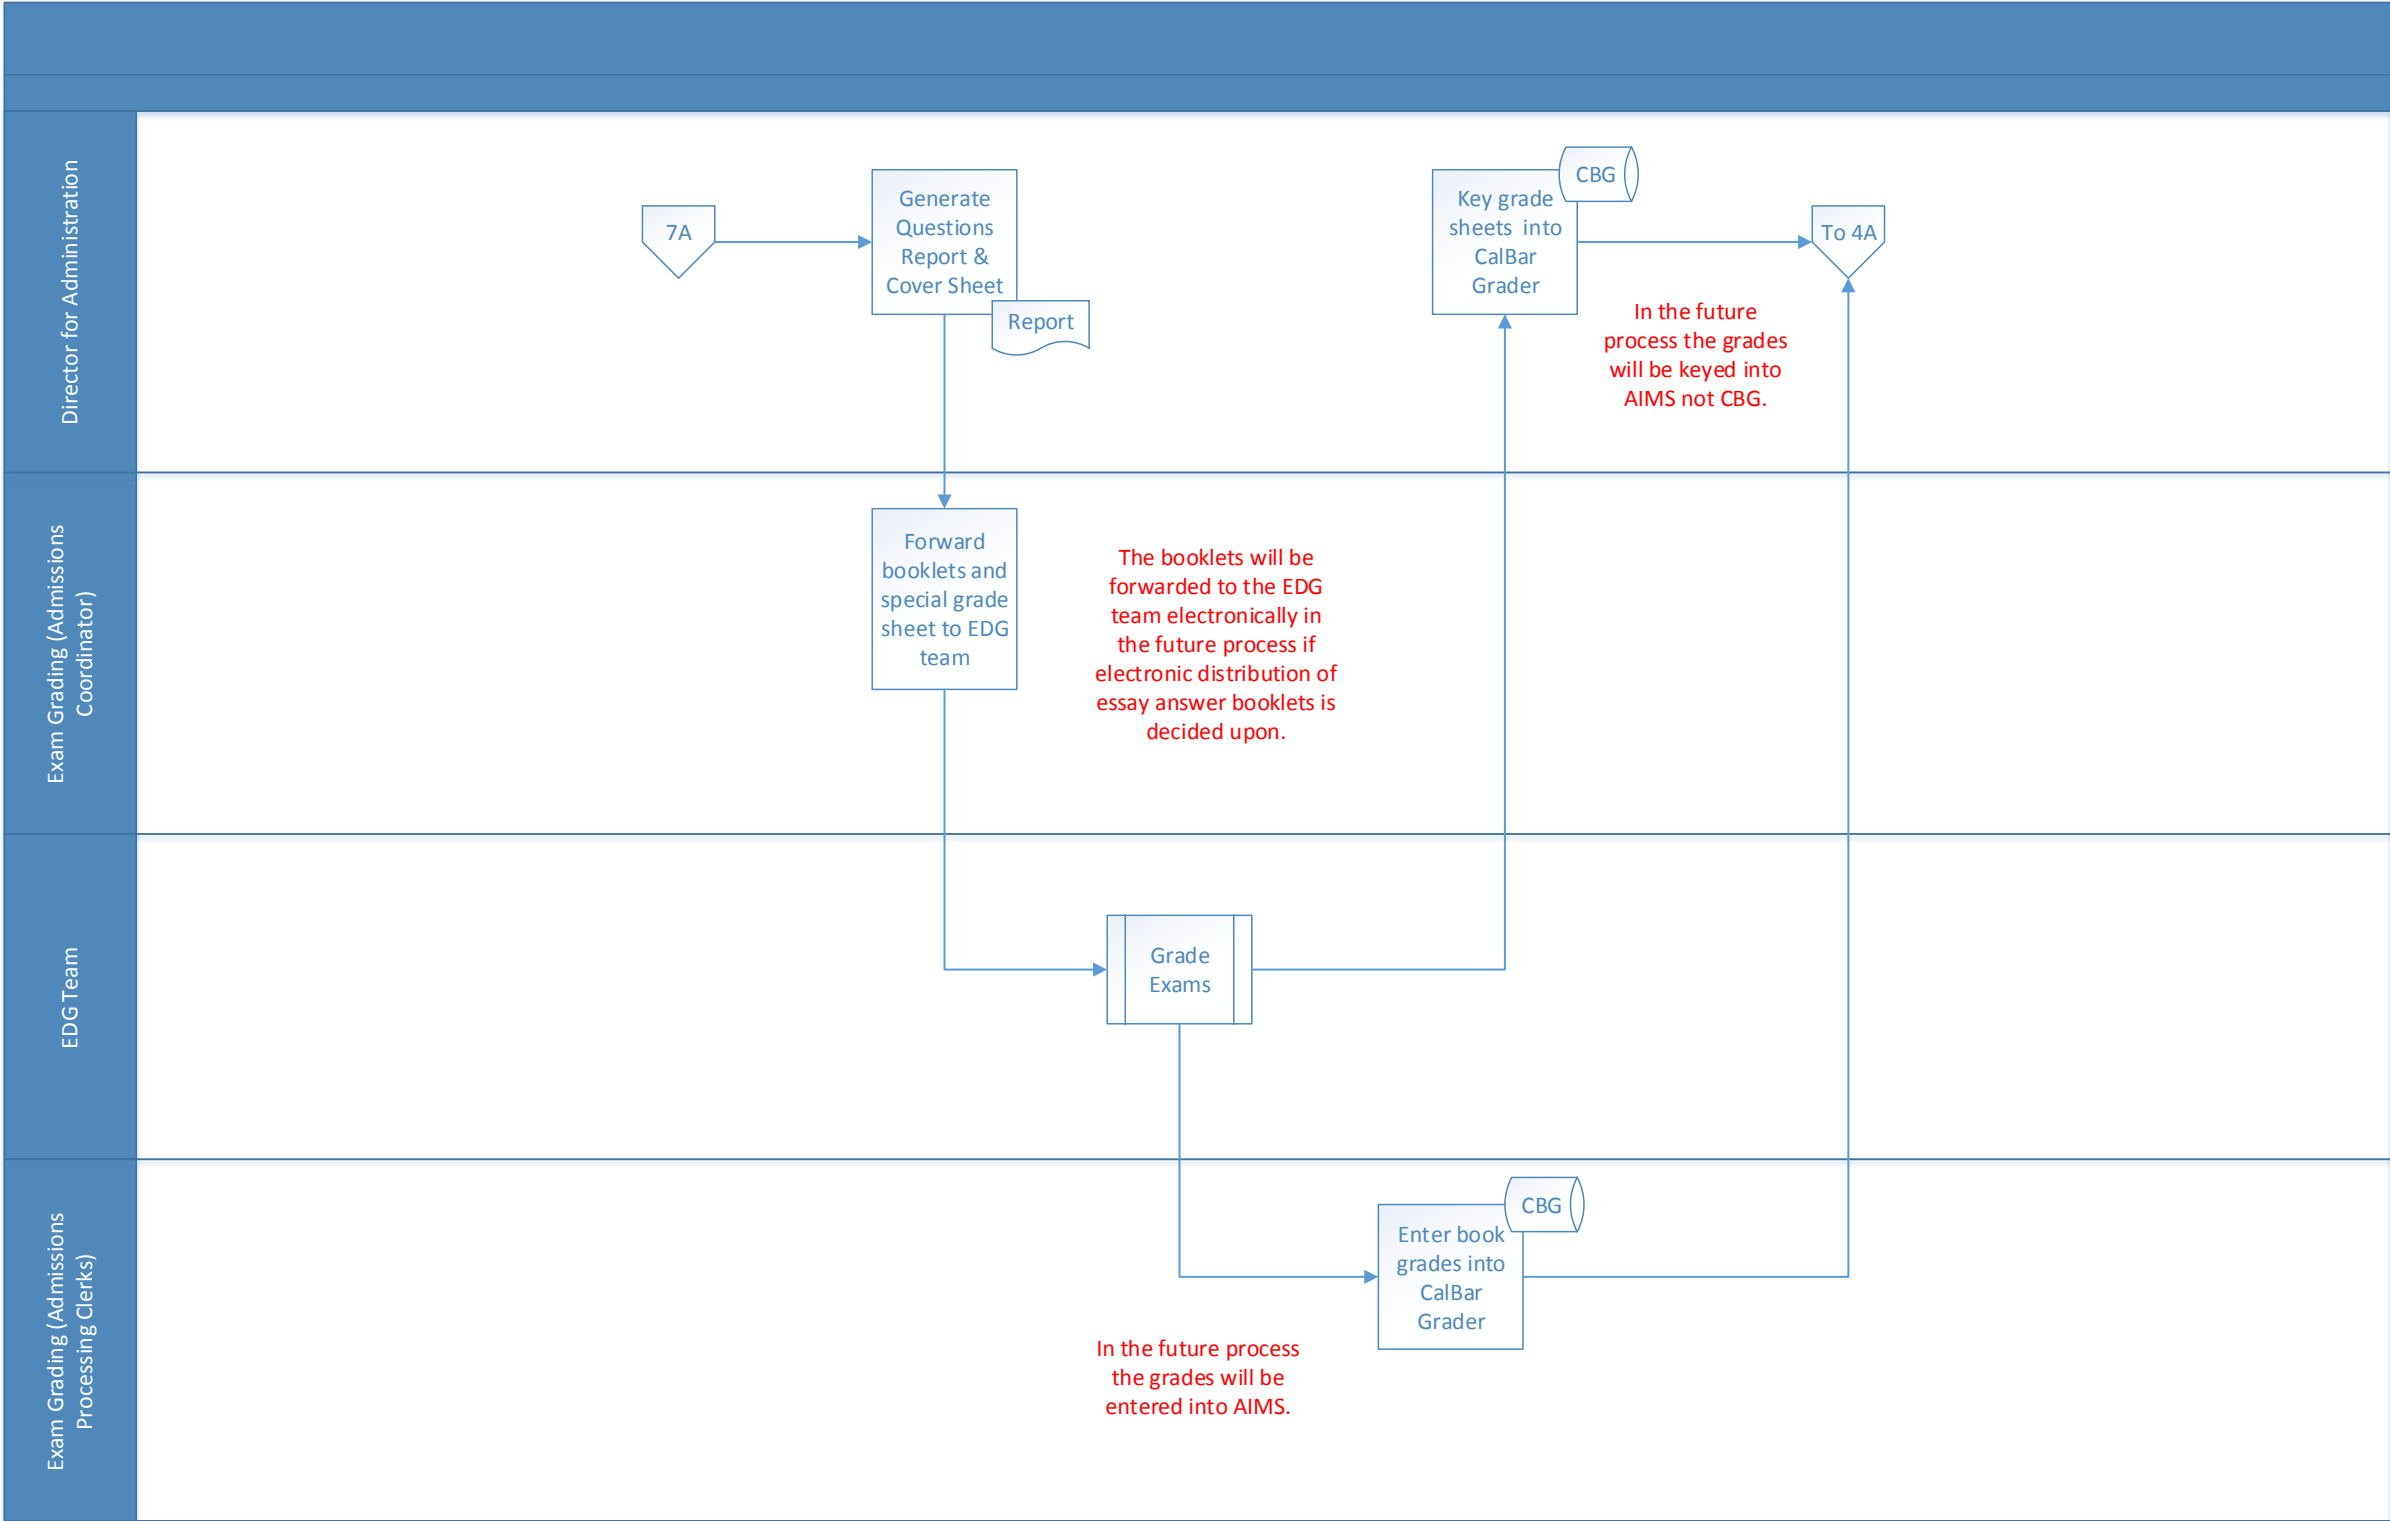 Director for Administration
7A
Generate
Questions
Report &
Cover Sheet
Report
Key grade
sheets into
CalBar
Grader
CBG
To 4A
In the future
process the grades
will be keyed into
AIMS not CBG.
Exam Grading (Admissions
Coordinator)
Forward
booklets and
special grade
sheet to EDG
team
The booklets will be
forwarded to the EDG
team electronically in
the future process if
electronic distribution of
essay answer booklets is
decided upon.
EDG Team
Grade
Exams
Exam Grading (Admissions
Processing Clerks)
CBG
Enter book
grades into
CalBar
Grader
In the future process
the grades will be
entered into AIMS.